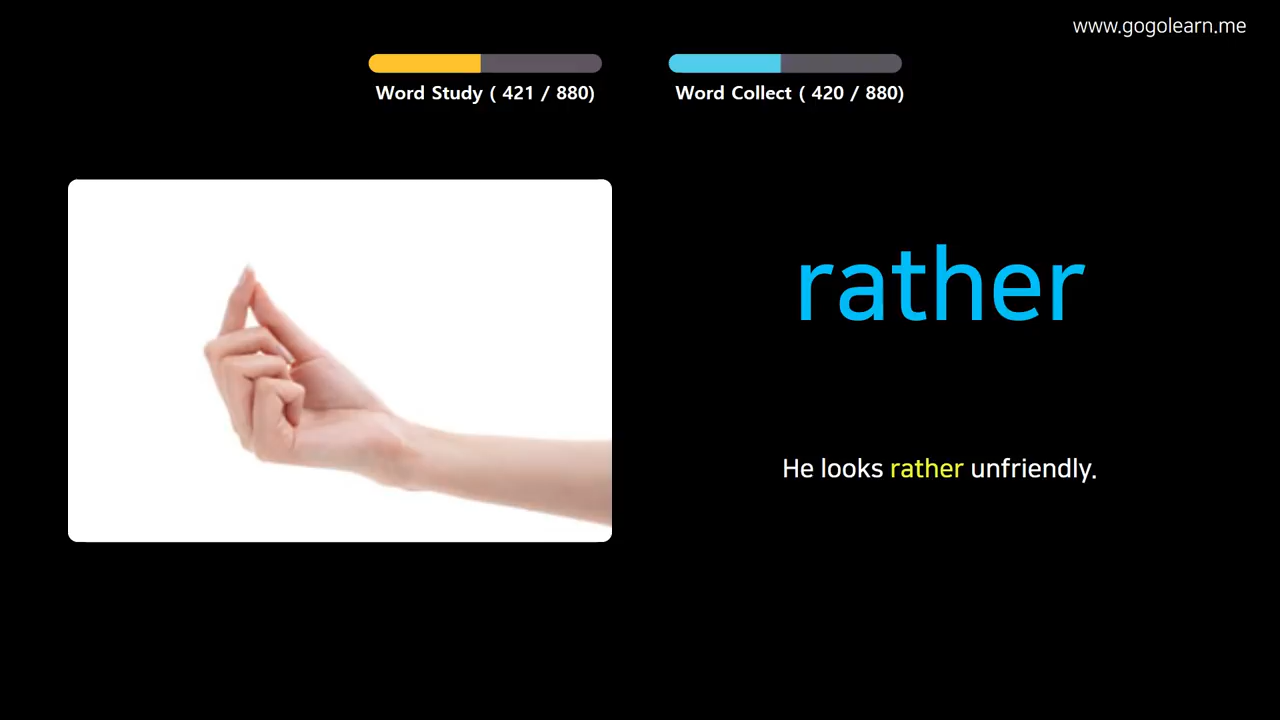 www.gogolearn.me
Word Study ( 421 / 880)
Word Collect ( 420 / 880)
rather
He looks rather unfriendly.